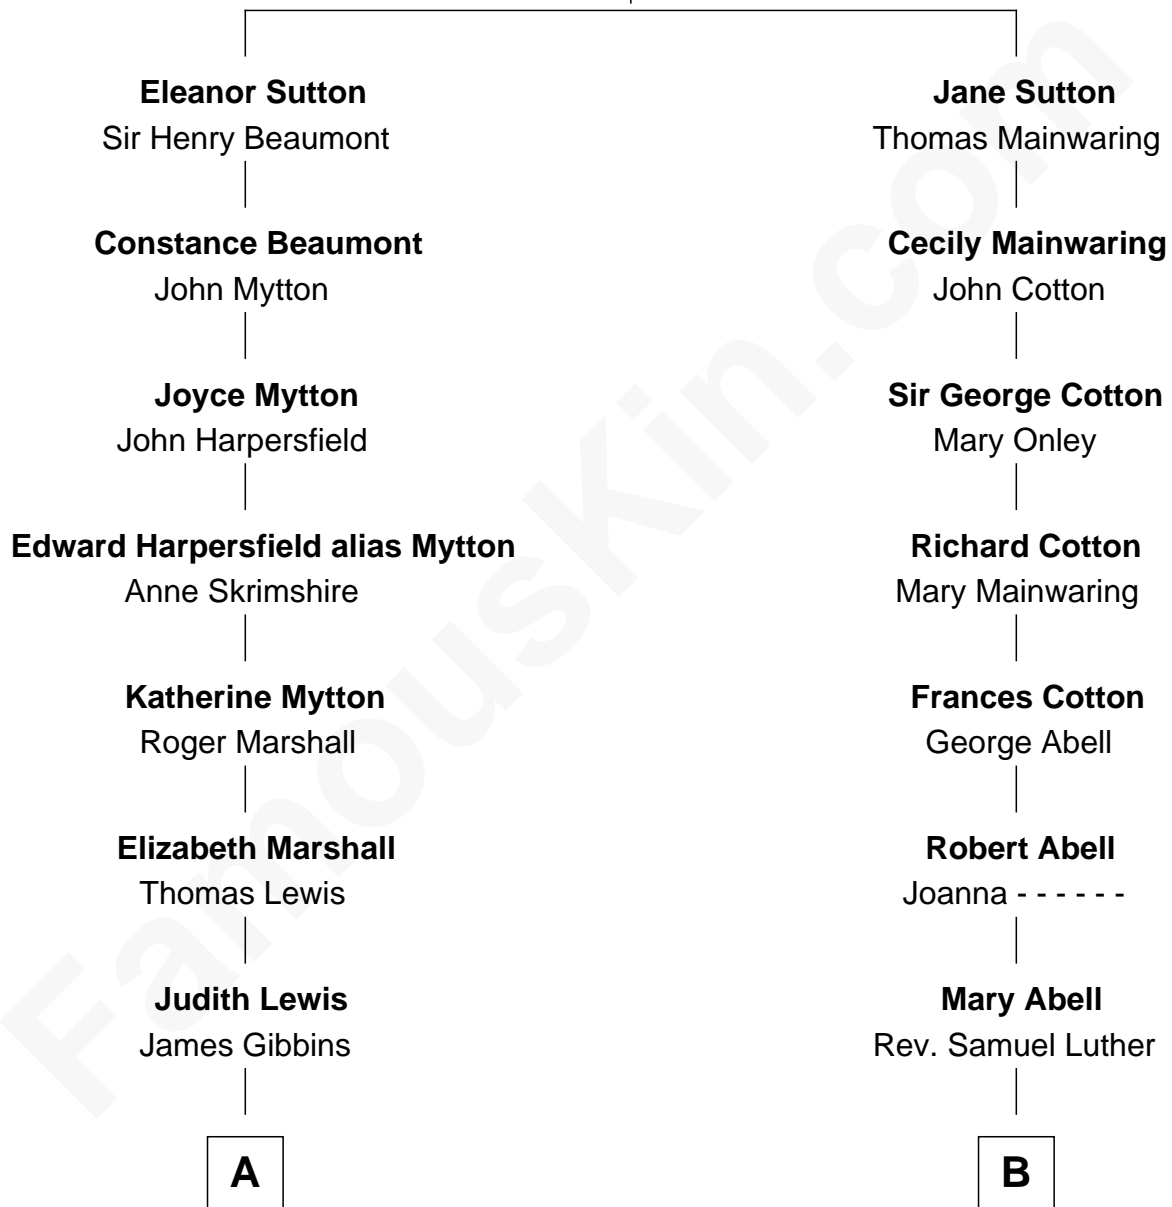 Eleanor Sutton
Sir Henry Beaumont
Constance Beaumont
John Mytton
Joyce Mytton
John Harpersfield
Edward Harpersfield alias Mytton
Anne Skrimshire
Katherine Mytton
Roger Marshall
Elizabeth Marshall
Thomas Lewis
Judith Lewis
James Gibbins
A
Jane Sutton
Thomas Mainwaring
Cecily Mainwaring
John Cotton
Sir George Cotton
Mary Onley
Richard Cotton
Mary Mainwaring
Frances Cotton
George Abell
Robert Abell
Joanna - - - - - -
Mary Abell
Rev. Samuel Luther
B
FamousKin.com